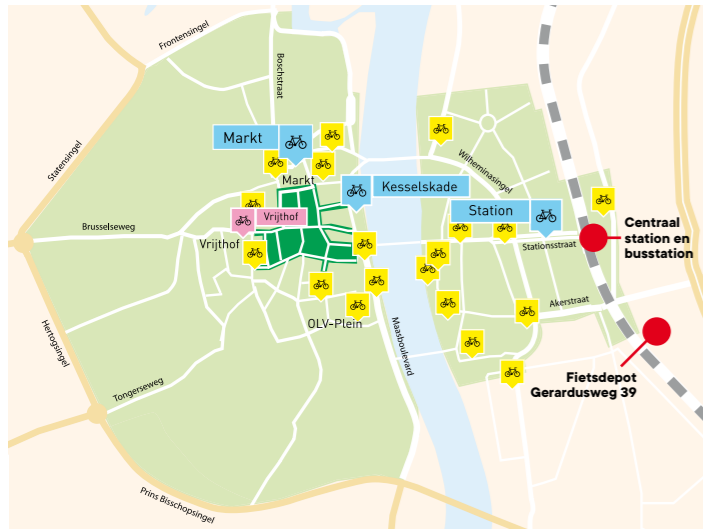 Frontensingel
Boschstraat
Statensingel
Markt
Markt
Wilheminasingel
Kesselskade
Station
Vrijthof
Brusselseweg
Vrijthof
Stationsstraat
Centraal
station en
busstation
Akerstraat
OLV-Plein
Maasboulevard
Hertogsingel
Fietsdepot
Gerardusweg 39
Tongerseweg
Prins Bisschopsingel